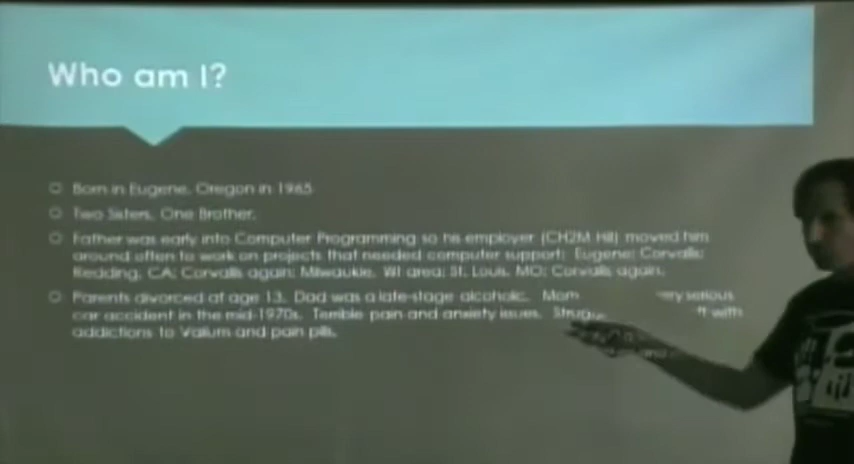 Who am I?
Born in Eugene, Oregon in 1965
Two Sisters, One Brother.
Father was early into Computer Programming so his employer (CH2M Hill) moved him
around often to work on projects that needed computer support: Eugene; Corvallis;
Redding, CA; Corvallis again; Milwaukie, WI area; St. Louis, MO; Corvallis again.
Parents divorced at age 13. Dad was a late-stage alcoholic. Mom very serious
car accident in the mid-1970s. Terrible pain and anxiety issues. with
addictions to Valium and pain pills.